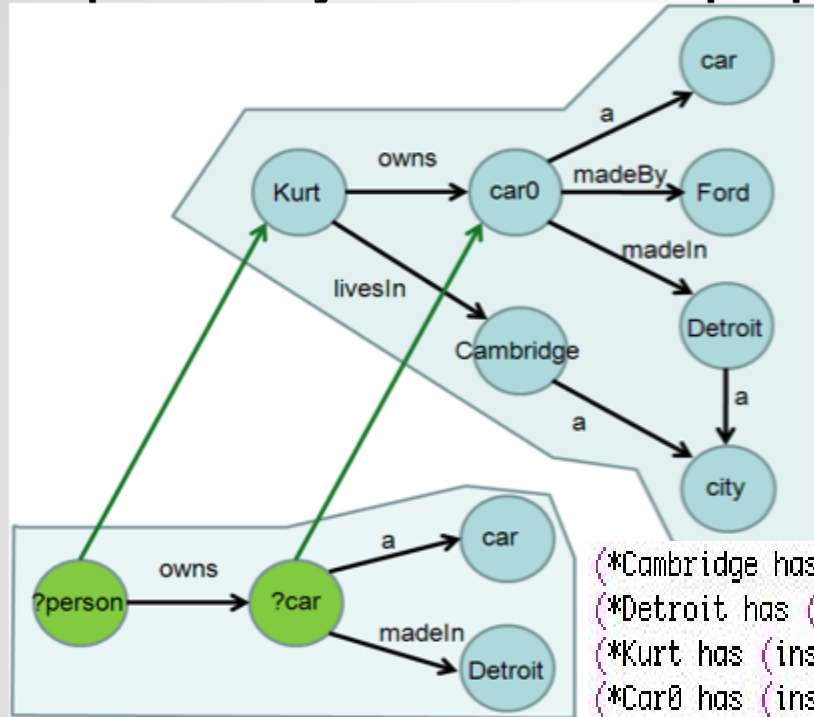 car
a
owns
Kurt
car0
madeBy
Ford
madeIn
livesIn
Detroit
Cambridge
a
a
city
car
a
owns
?person
?car
madeIn
Detroit
(*Cambridge has
(*Detroit has (
(*Kurt has (ins
(*Car0 has (ins